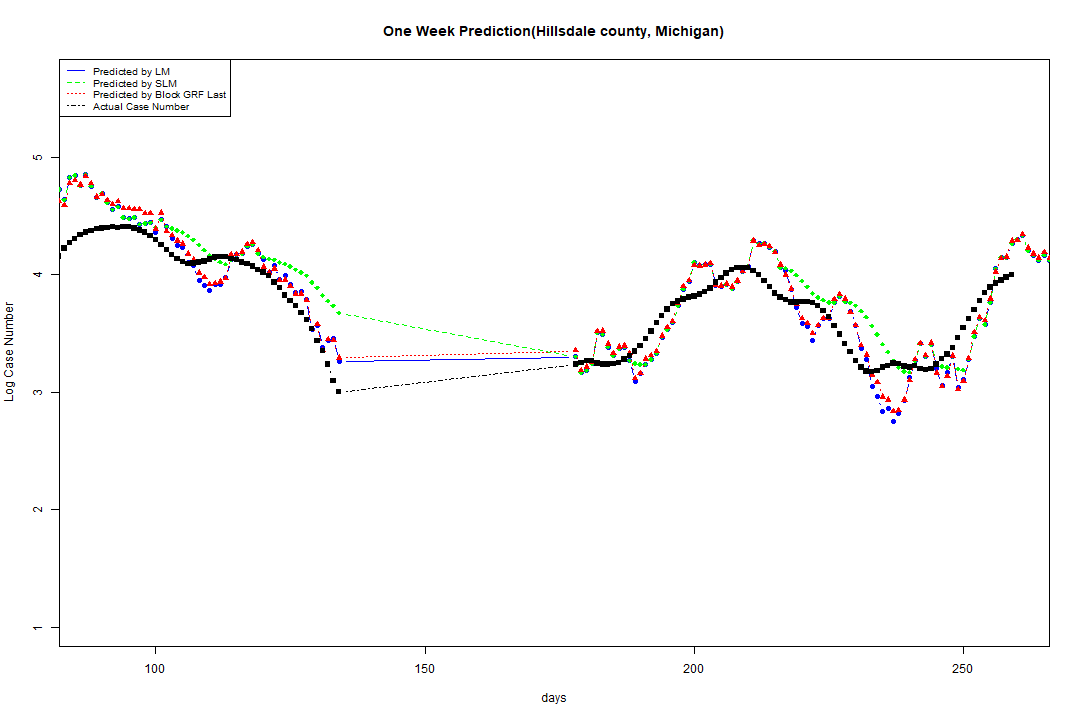 One Week Prediction(Hillsdale county, Michigan)
Predicted by LM
Predicted by SLM
Predicted by Block GRF Last
Actual Case Number
5
4
3
2
1
Log Case Number
100
150
200
250
days